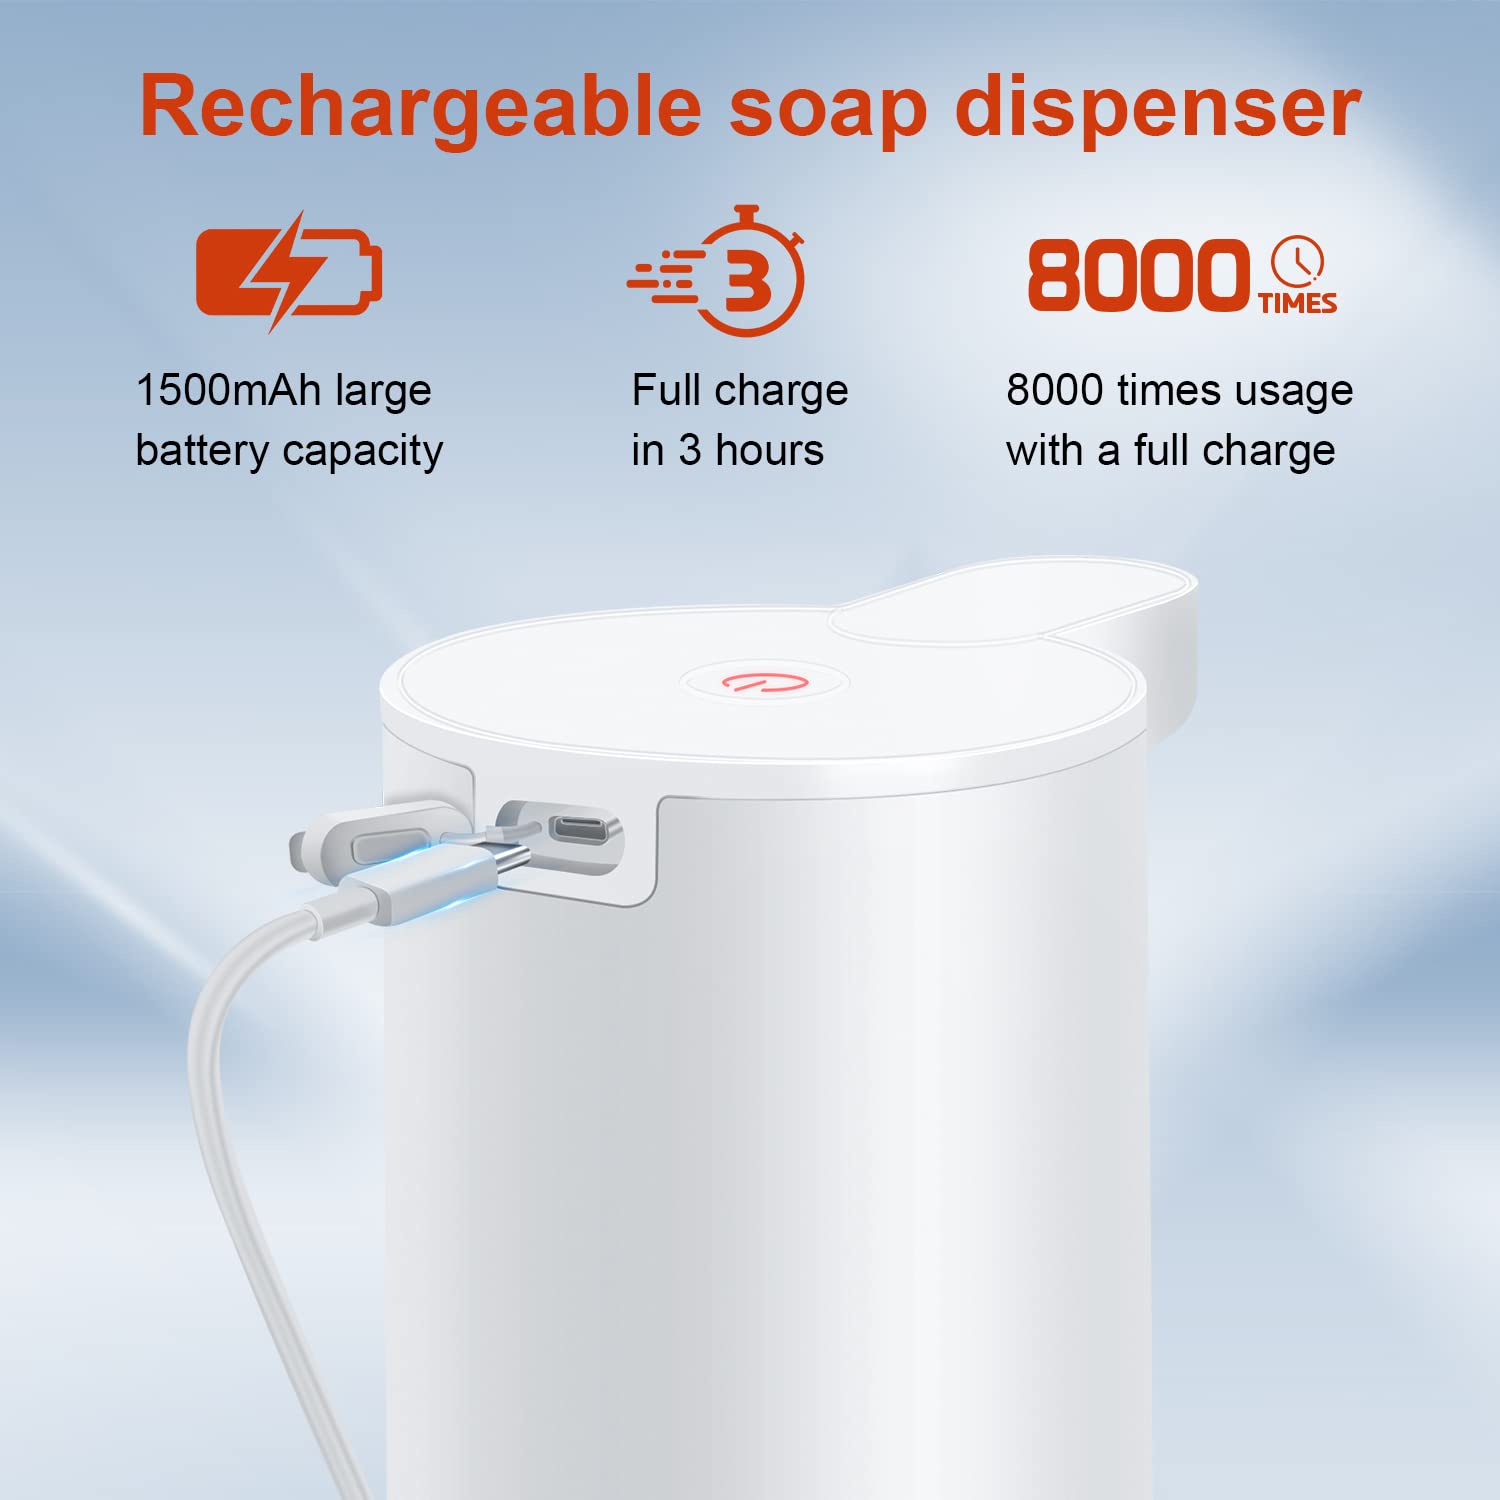 Rechargeable soap dispenser
3
8000 TIMES
1500mAh large
battery capacity
Full charge
in 3 hours
8000 times usage
with a full charge